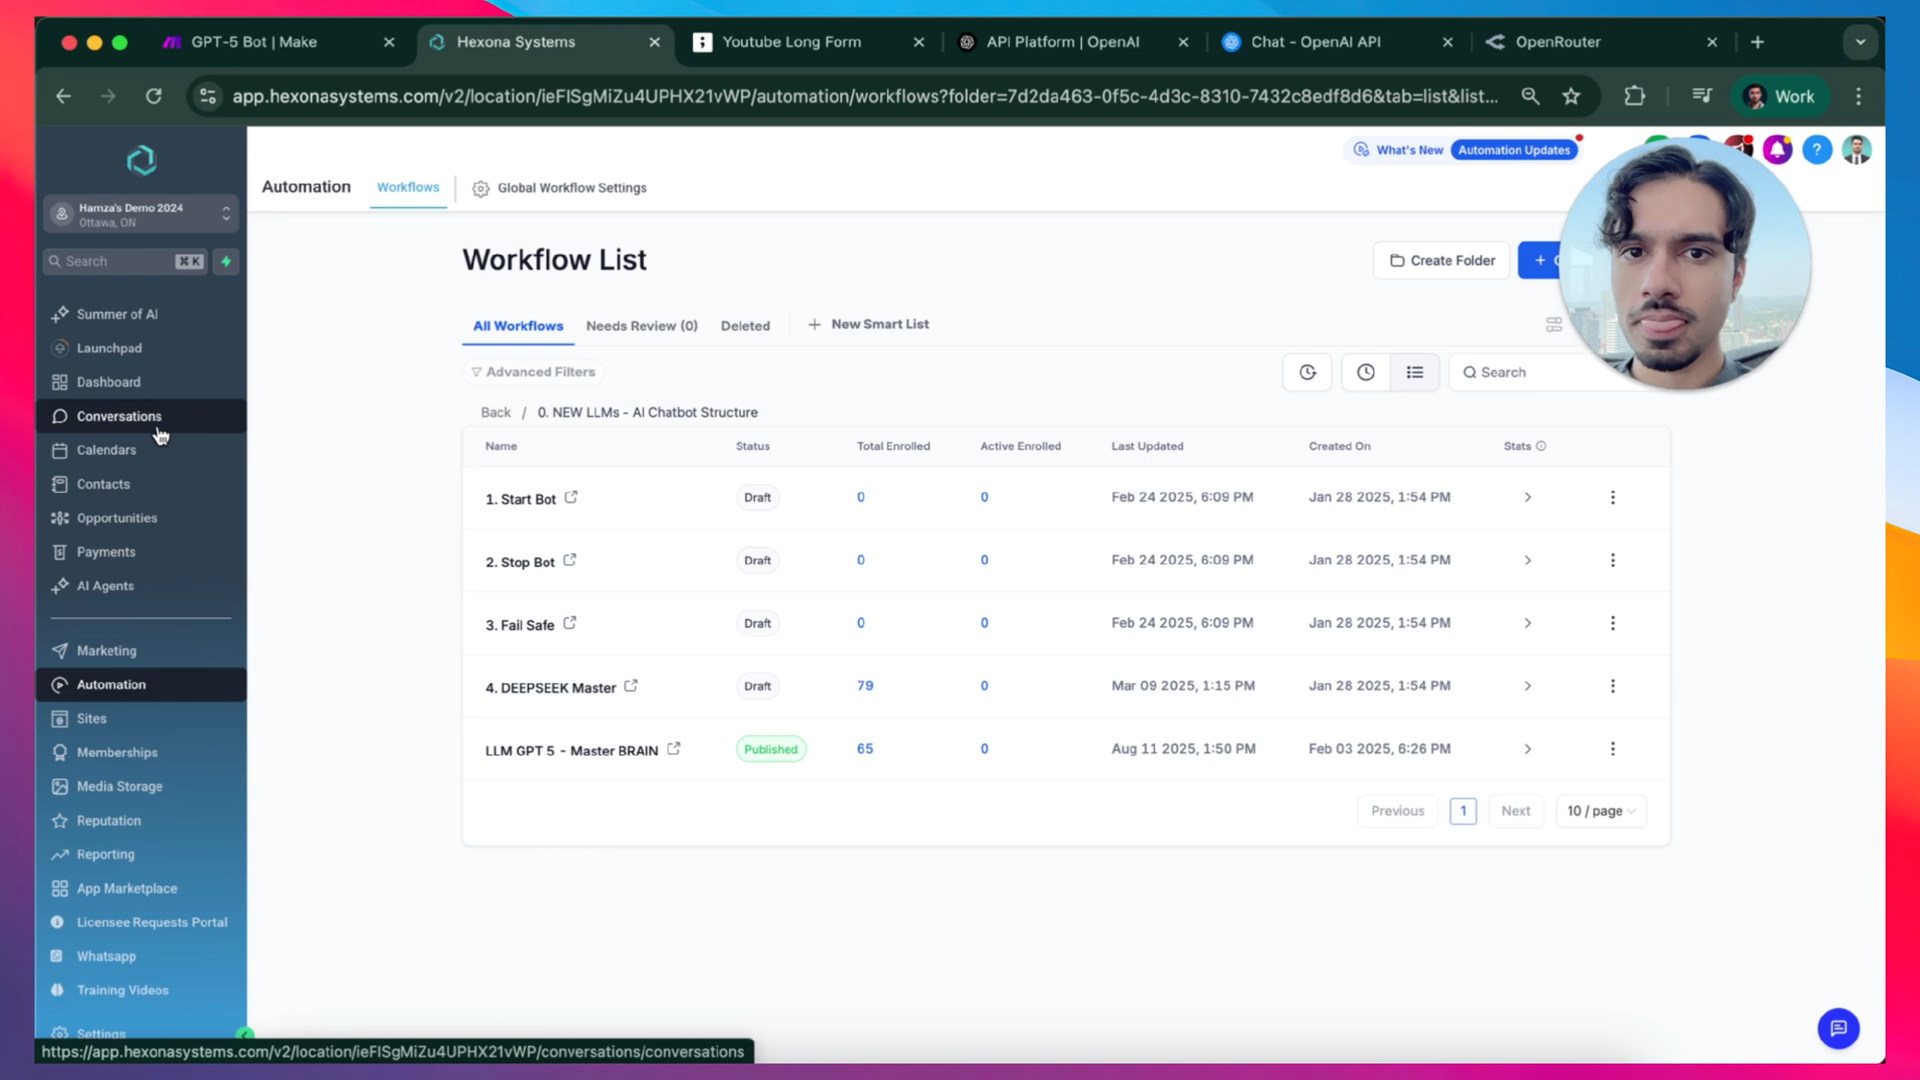 GPT-5 Bot | Make
Hexona Systems
Youtube Long Form
API Platform | OpenAI
Chat - OpenAI API
OpenRouter
app.hexonasystems.com/v2/location/ieFlSgMiZu4UPHX21vWP/automation/workflows?folder=7d2da463-0f5c-4d3c-8310-7432c8edf8d6&tab=list&list...
Work
Hamza's Demo 2024
Ottawa, ON
Search
⌘ K
Summer of AI
Launchpad
Dashboard
Conversations
Calendars
Contacts
Opportunities
Payments
AI Agents
Marketing
Automation
Sites
Memberships
Media Storage
Reputation
Reporting
App Marketplace
Licensee Requests Portal
Whatsapp
Training Videos
Settings
https://app.hexonasystems.com/v2/location/ieFlSgMiZu4UPHX21vWP/conversations/conversations
What's New
Automation Updates
Automation
Workflows
Global Workflow Settings
Workflow List
Create Folder
All Workflows
Needs Review (0)
Deleted
New Smart List
Advanced Filters
Search
Back / 0. NEW LLMs - AI Chatbot Structure
Name Status Total Enrolled Active Enrolled Last Updated Created On Stats
1. Start Bot Draft 0 0 Feb 24 2025, 6:09 PM Jan 28 2025, 1:54 PM
2. Stop Bot Draft 0 0 Feb 24 2025, 6:09 PM Jan 28 2025, 1:54 PM
3. Fail Safe Draft 0 0 Feb 24 2025, 6:09 PM Jan 28 2025, 1:54 PM
4. DEEPSEEK Master Draft 79 0 Mar 09 2025, 1:15 PM Jan 28 2025, 1:54 PM
LLM GPT 5 - Master BRAIN Published 65 0 Aug 11 2025, 1:50 PM Feb 03 2025, 6:26 PM
Previous 1 Next 10 / page